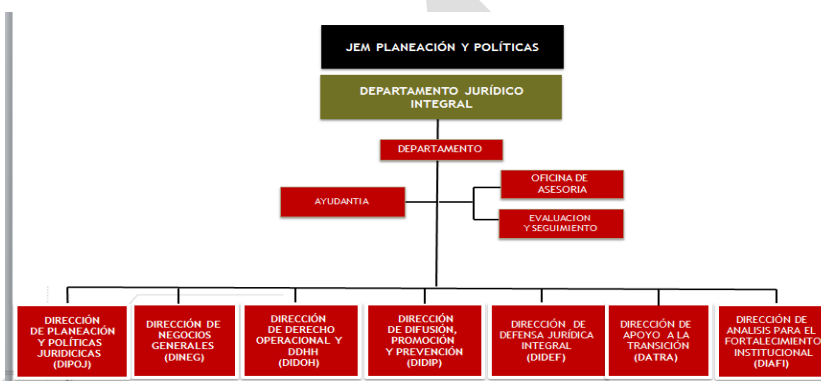 JEM PLANEACIÓN Y POLÍTICAS
DEPARTAMENTO JURÍDICO
INTEGRAL
DEPARTAMENTO
AYUDANTIA
OFICINA DE
ASESORIA
EVALUACION
Y SEGUIMIENTO
DIRECCIÓN
DE PLANEACIÓN
Y POLÍTICAS
JURIDICICAS
(DIPOJ)
DIRECCIÓN DE
NEGOCIOS
GENERALES
(DINEG)
DIRECCIÓN
DE DERECHO
OPERACIONAL Y
DDHH
(DIDOH)
DIRECCIÓN
DE DIFUSIÓN,
PROMOCIÓN
Y PREVENCIÓN
(DIDIP)
DIRECCIÓN DE
DEFENSA JURÍDICA
INTEGRAL
(DIDEF)
DIRECCIÓN DE
APOYO A LA
TRANSICIÓN
(DATRA)
DIRECCIÓN DE
ANALISIS PARA EL
FORTALECIMIENTO
INSTITUCIONAL
(DIAFI)